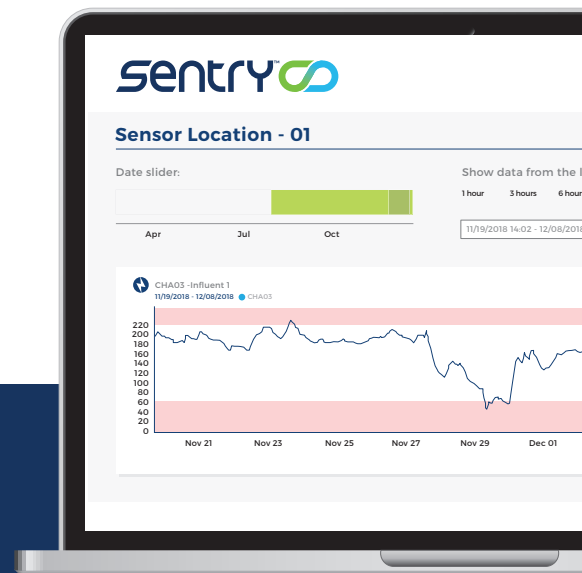 sentry™
Sensor Location - 01
Date slider:
Show data from the l
1 hour 3 hours 6 hour
11/19/2018 14:02 - 12/08/2018
Apr Jul Oct
CHA03 -Influent 1
11/19/2018 - 12/08/2018 CHA03
220
200
180
160
140
120
100
80
60
40
20
0
Nov 21 Nov 23 Nov 25 Nov 27 Nov 29 Dec 01